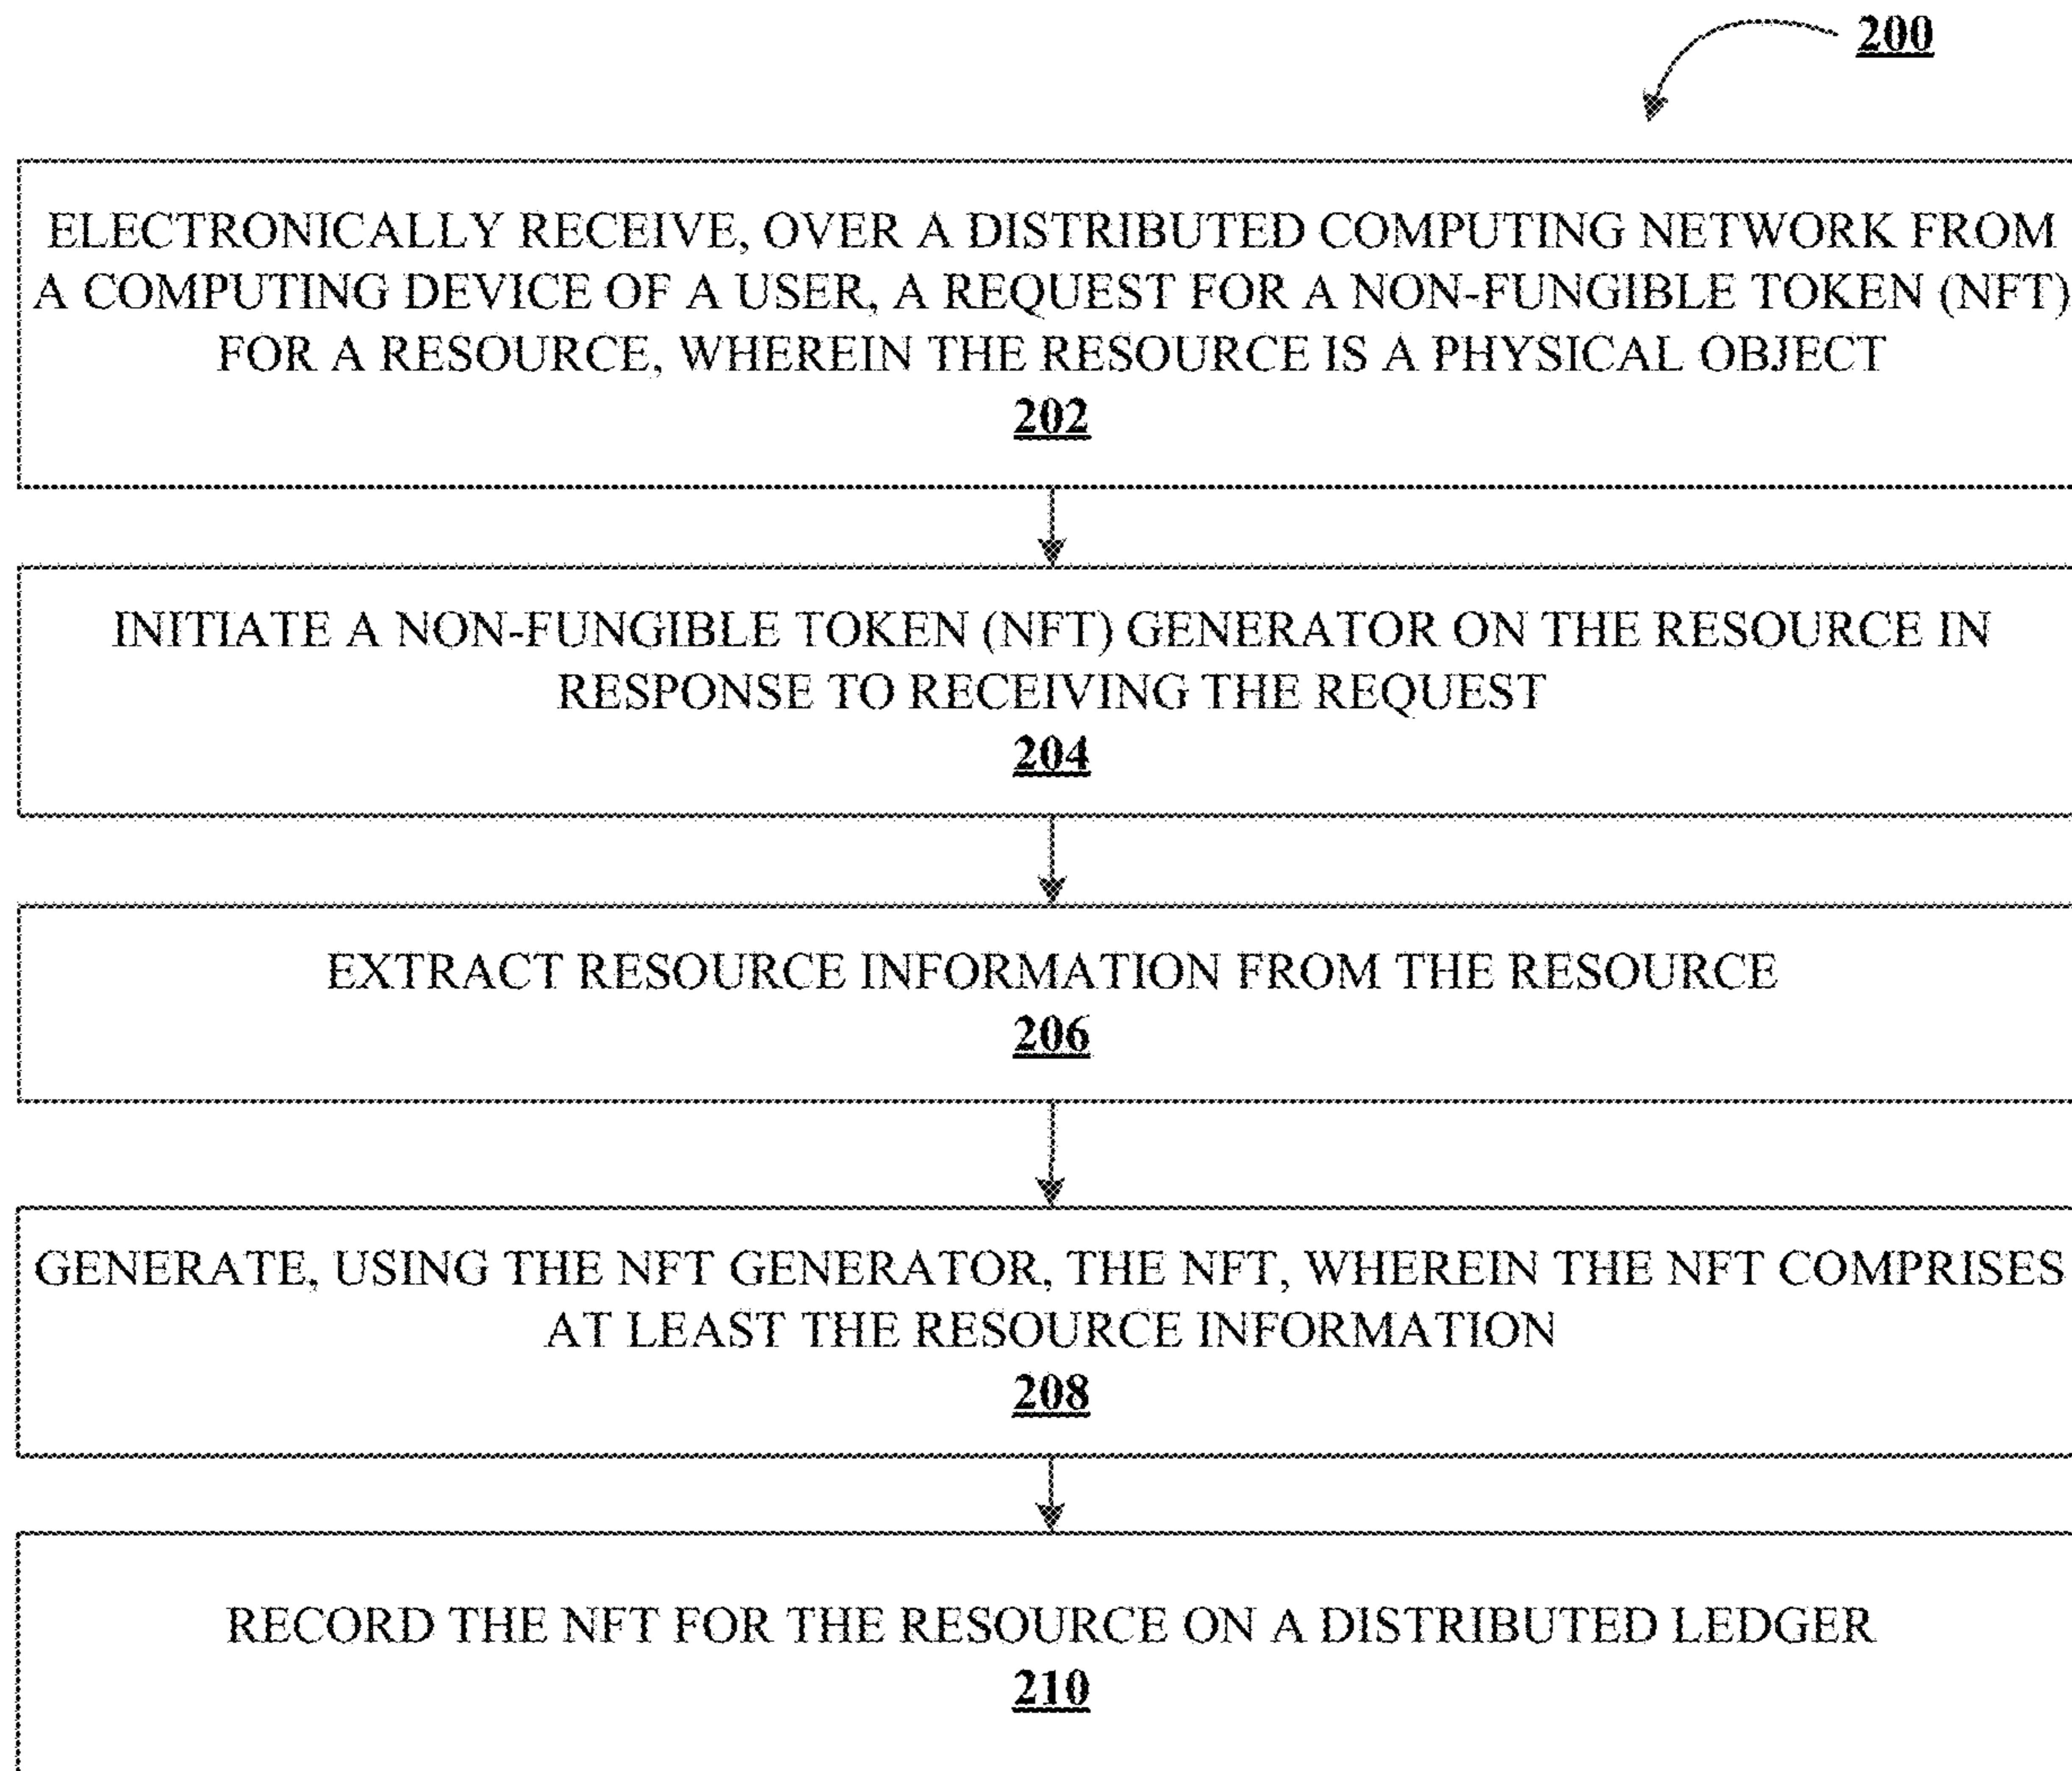 200
ELECTRONICALLY RECEIVE, OVER A DISTRIBUTED COMPUTING NETWORK FROM
A COMPUTING DEVICE OF A USER, A REQUEST FOR A NON-FUNGIBLE TOKEN (NFT)
FOR A RESOURCE, WHEREIN THE RESOURCE IS A PHYSICAL OBJECT
202
INITIATE A NON-FUNGIBLE TOKEN (NFT) GENERATOR ON THE RESOURCE IN
RESPONSE TO RECEIVING THE REQUEST
204
EXTRACT RESOURCE INFORMATION FROM THE RESOURCE
206
GENERATE, USING THE NFT GENERATOR, THE NFT, WHEREIN THE NFT COMPRISES
AT LEAST THE RESOURCE INFORMATION
208
RECORD THE NFT FOR THE RESOURCE ON A DISTRIBUTED LEDGER
210